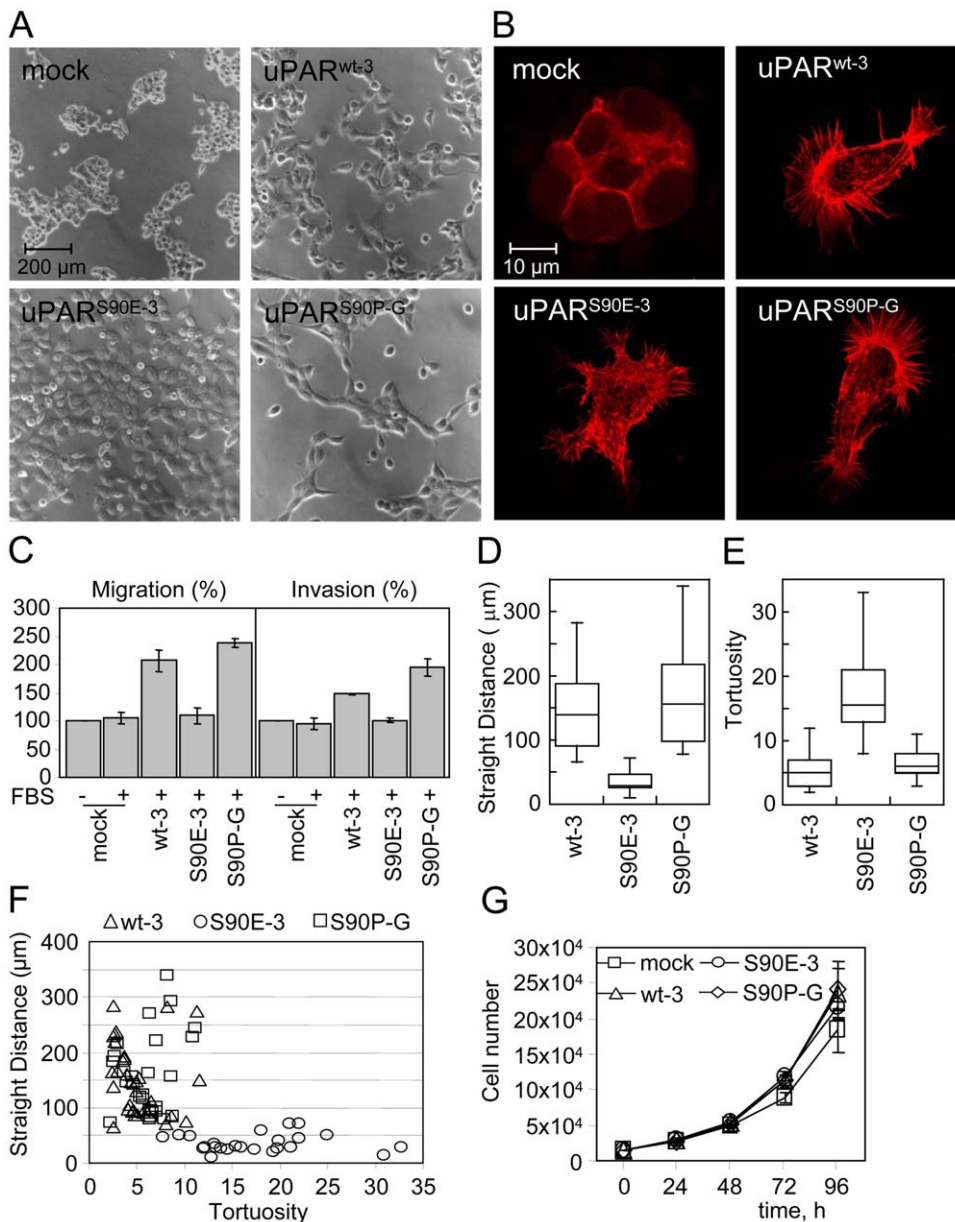 A
mock
uPARwt-3
200 µm
uPARS90E-3
uPARS90P-G
B
mock
uPARwt-3
10 µm
uPARS90E-3
uPARS90P-G
C
Migration (%)
Invasion (%)
300
250
200
150
100
50
0
FBS - + + + + - + + + +
mock wt-3 S90E-3 S90P-G mock wt-3 S90E-3 S90P-G
D
Straight Distance ( µm)
300
200
100
0
wt-3 S90E-3 S90P-G
E
Tortuosity
30
20
10
0
wt-3 S90E-3 S90P-G
F
wt-3 S90E-3 S90P-G
Straight Distance (µm)
400
350
300
250
200
150
100
50
0
0 5 10 15 20 25 30 35
Tortuosity
G
mock S90E-3
wt-3 S90P-G
Cell number
30x10⁴
25x10⁴
20x10⁴
15x10⁴
10x10⁴
5x10⁴
0
0 24 48 72 96
time, h